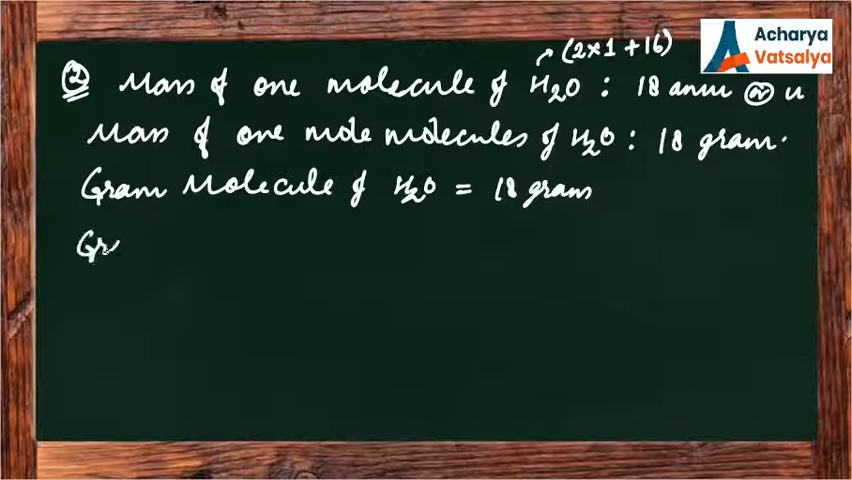 Acharya
Vatsalya
(2×1+16)
② Mass of one molecule of H₂O : 18 amu or u
Mass of one mole molecules of H₂O : 18 gram.
Gram Molecule of H₂O = 18 grams
Gr